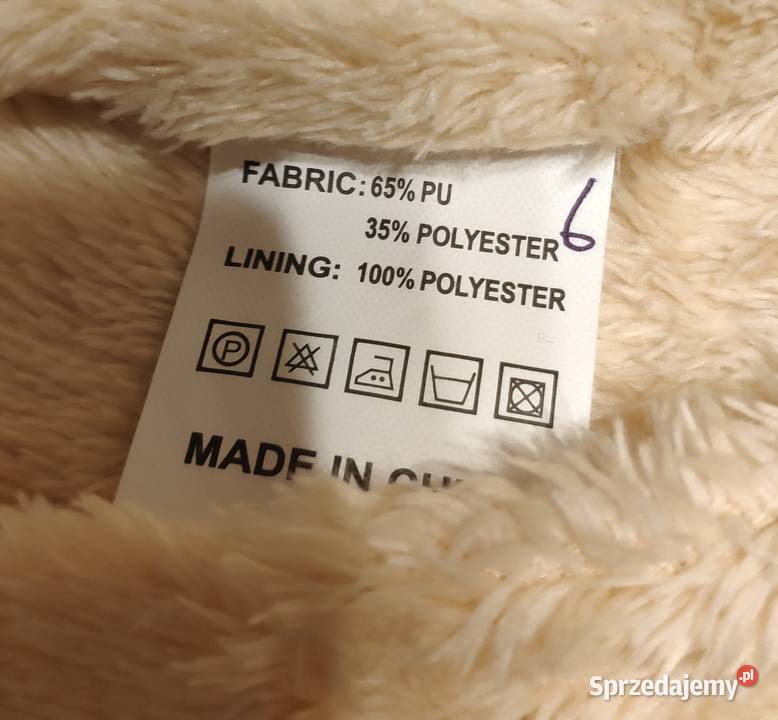 FABRIC: 65% PU
35% POLYESTER 6
LINING: 100% POLYESTER
P
MADE IN
Sprzedajemy.pl